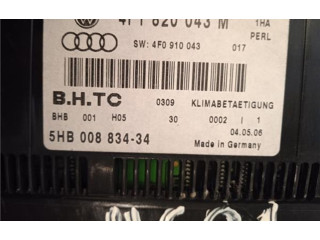 4F1 820 043 M 1HA
PERL
SW: 4F0 910 043 017
B.H.TC 0309 KLIMABETAETIGUNG
BHB 001 H05 30 0002 I 1
5HB 008 834-34 04.05.06
Made in Germany